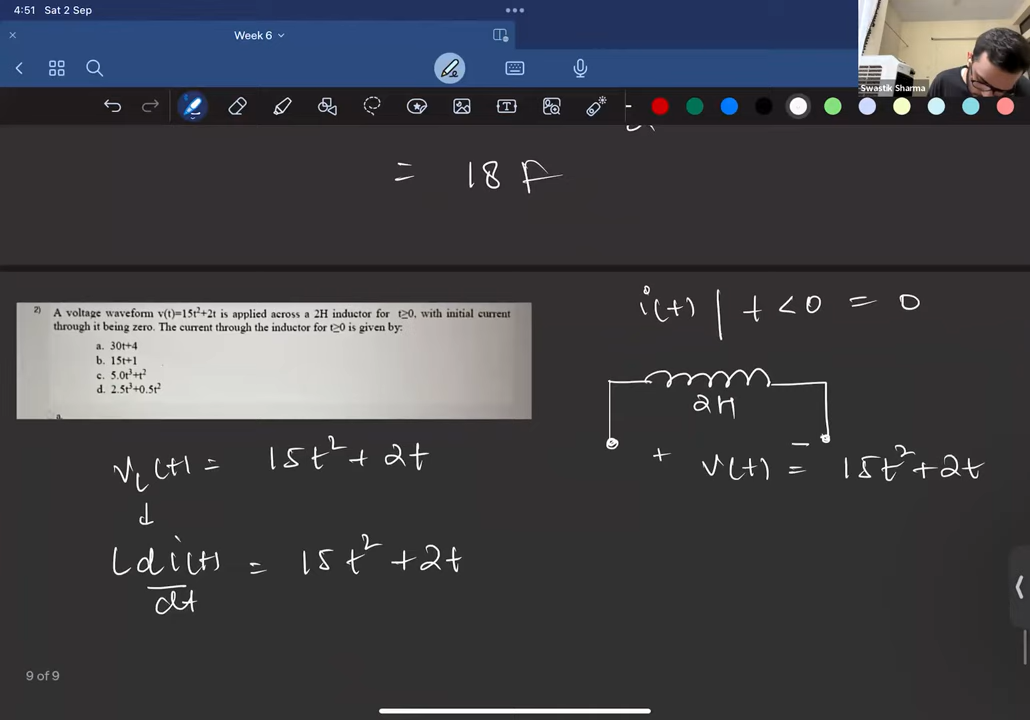 4:51 Sat 2 Sep
Week 6
Swastik Sharma
= 18 F
2) A voltage waveform v(t)=15t²+2t is applied across a 2H inductor for t≥0, with initial current
through it being zero. The current through the inductor for t≥0 is given by:
a. 30t+4
b. 15t+1
c. 5.0t³+t²
d. 2.5t³+0.5t²
i(t) | t < 0 = 0
2H
+ v(t) = 15t² + 2t −
v_L(t) = 15t² + 2t
↓
L di(t) = 15t² + 2t
dt
9 of 9